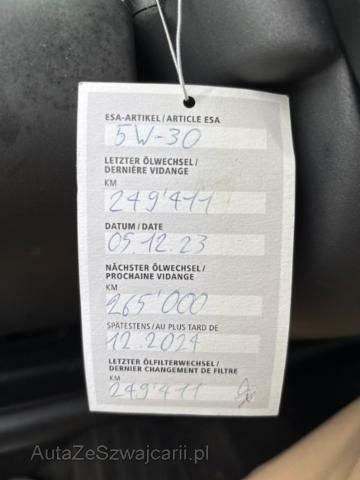 ESA-ARTIKEL / ARTICLE ESA
5W-30
LETZTER ÖLWECHSEL /
DERNIÈRE VIDANGE
KM
249'411
DATUM / DATE
05.12.23
NÄCHSTER ÖLWECHSEL /
PROCHAINE VIDANGE
KM
265'000
SPÄTESTENS / AU PLUS TARD DE
12.2024
LETZTER ÖLFILTERWECHSEL /
DERNIER CHANGEMENT DE FILTRE
KM
249'411
AutaZeSzwajcarii.pl